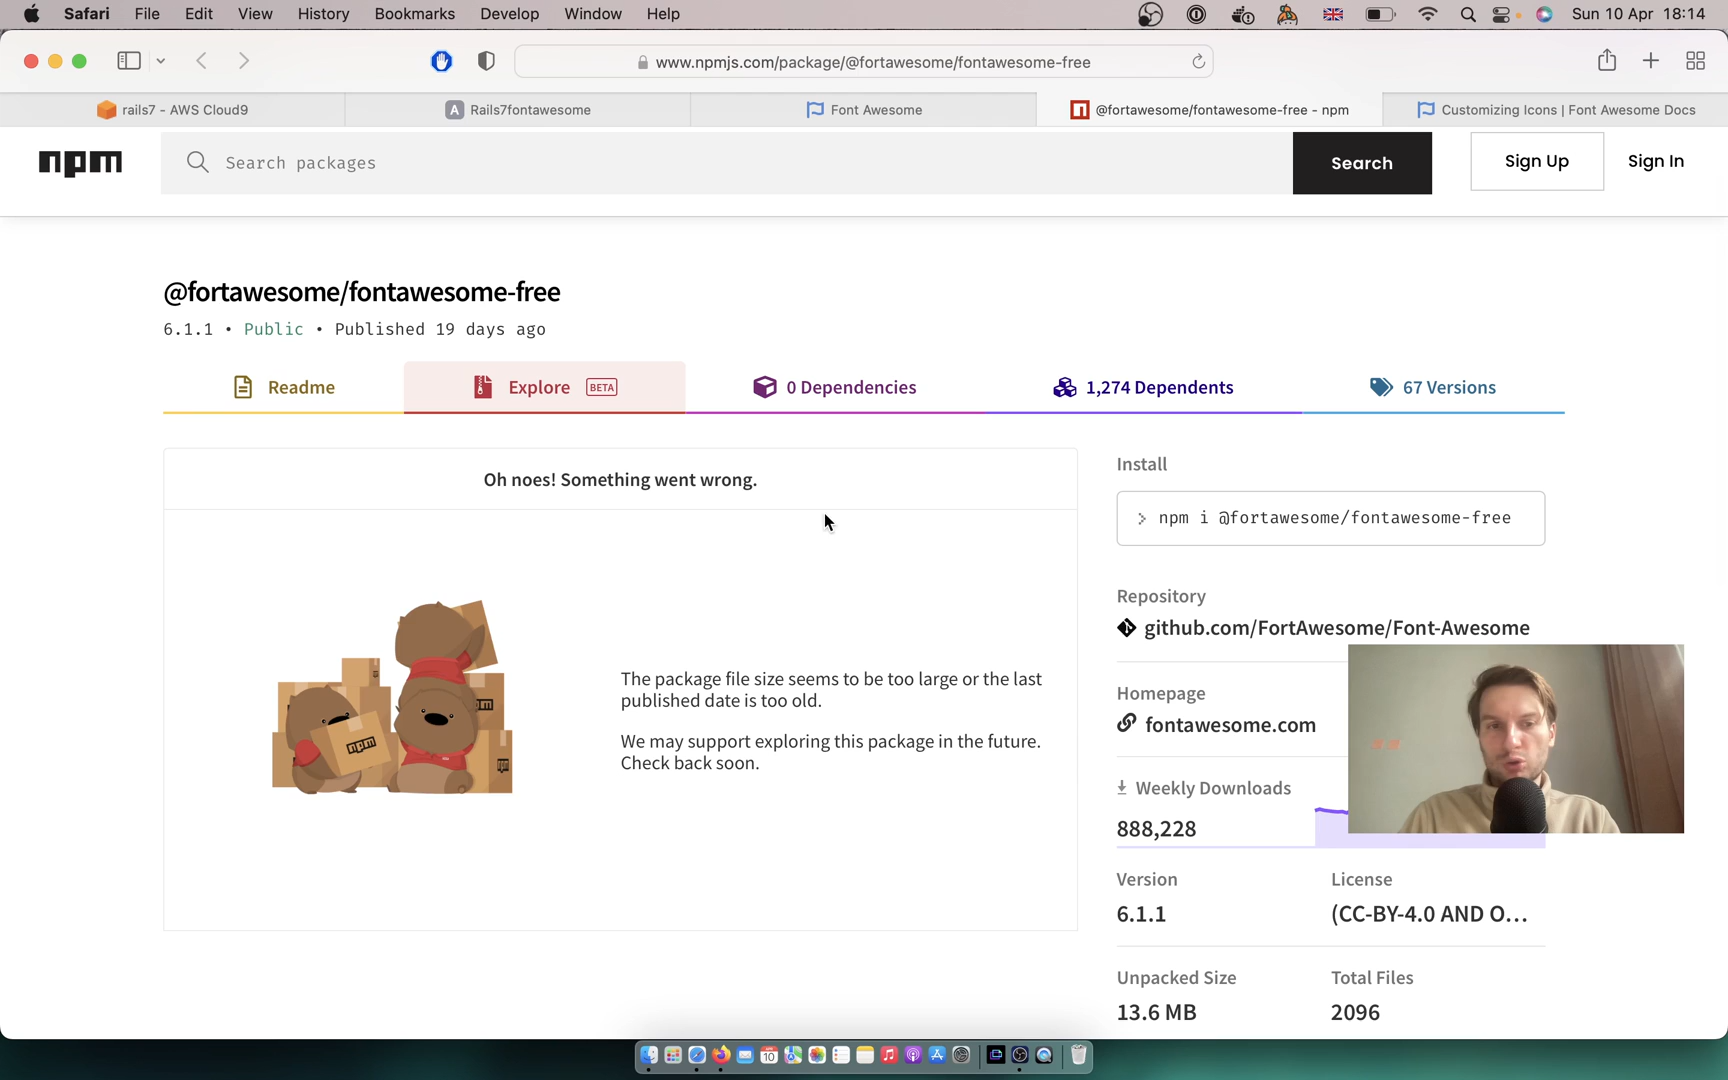 Safari File Edit View History Bookmarks Develop Window Help Sun 10 Apr 18:14
www.npmjs.com/package/@fortawesome/fontawesome-free
rails7 - AWS Cloud9
A Rails7fontawesome
Font Awesome
@fortawesome/fontawesome-free - npm
Customizing Icons | Font Awesome Docs
npm
Search packages
Search
Sign Up
Sign In
@fortawesome/fontawesome-free
6.1.1 • Public • Published 19 days ago
Readme
Explore BETA
0 Dependencies
1,274 Dependents
67 Versions
Oh noes! Something went wrong.
The package file size seems to be too large or the last
published date is too old.
We may support exploring this package in the future.
Check back soon.
npm
Install
> npm i @fortawesome/fontawesome-free
Repository
github.com/FortAwesome/Font-Awesome
Homepage
fontawesome.com
Weekly Downloads
888,228
Version
6.1.1
License
(CC-BY-4.0 AND O...
Unpacked Size
13.6 MB
Total Files
2096
10